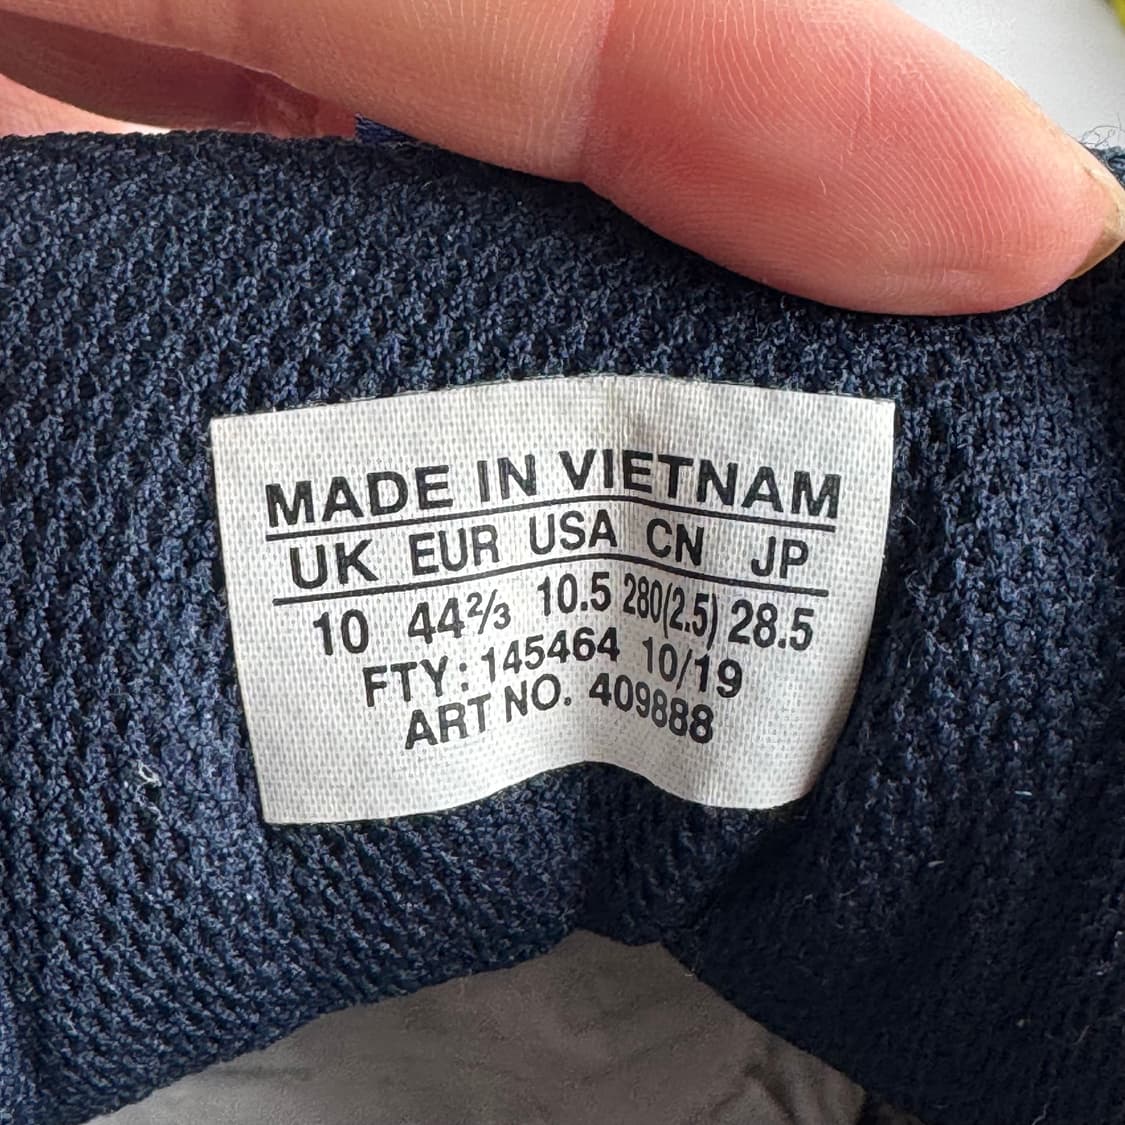 MADE IN VIETNAM
UK EUR USA CN JP
10 44⅔ 10.5 280(2.5) 28.5
FTY: 145464 10/19
ART NO. 409888